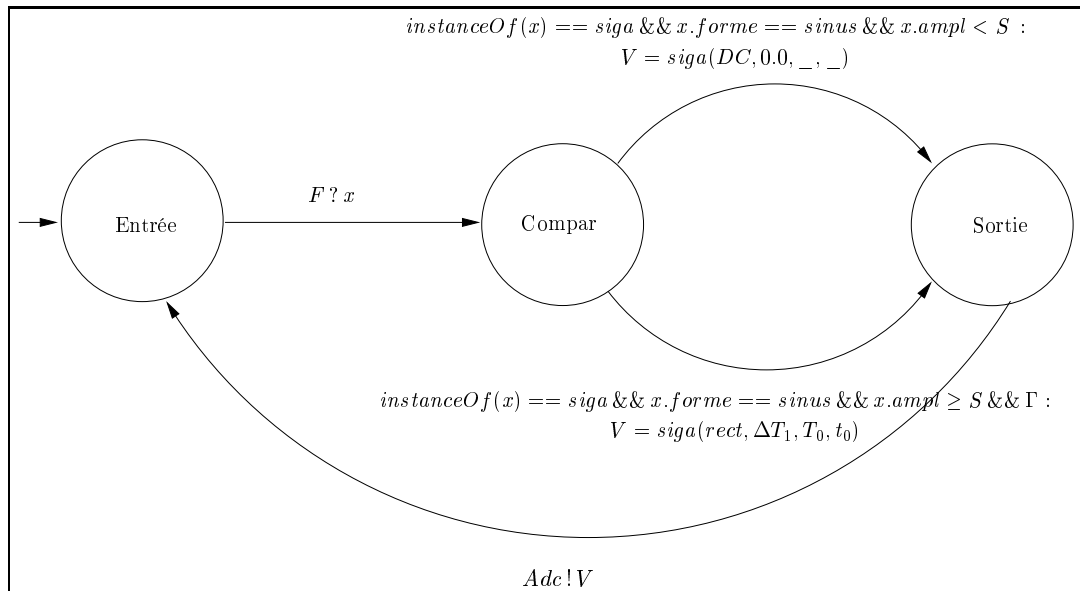 instanceOf(x) == siga && x.forme == sinus && x.ampl < S :
V = siga(DC, 0.0, _, _)
F ? x
Entrée
Compar
Sortie
instanceOf(x) == siga && x.forme == sinus && x.ampl ≥ S && Γ :
V = siga(rect, ΔT₁, T₀, t₀)
Adc ! V